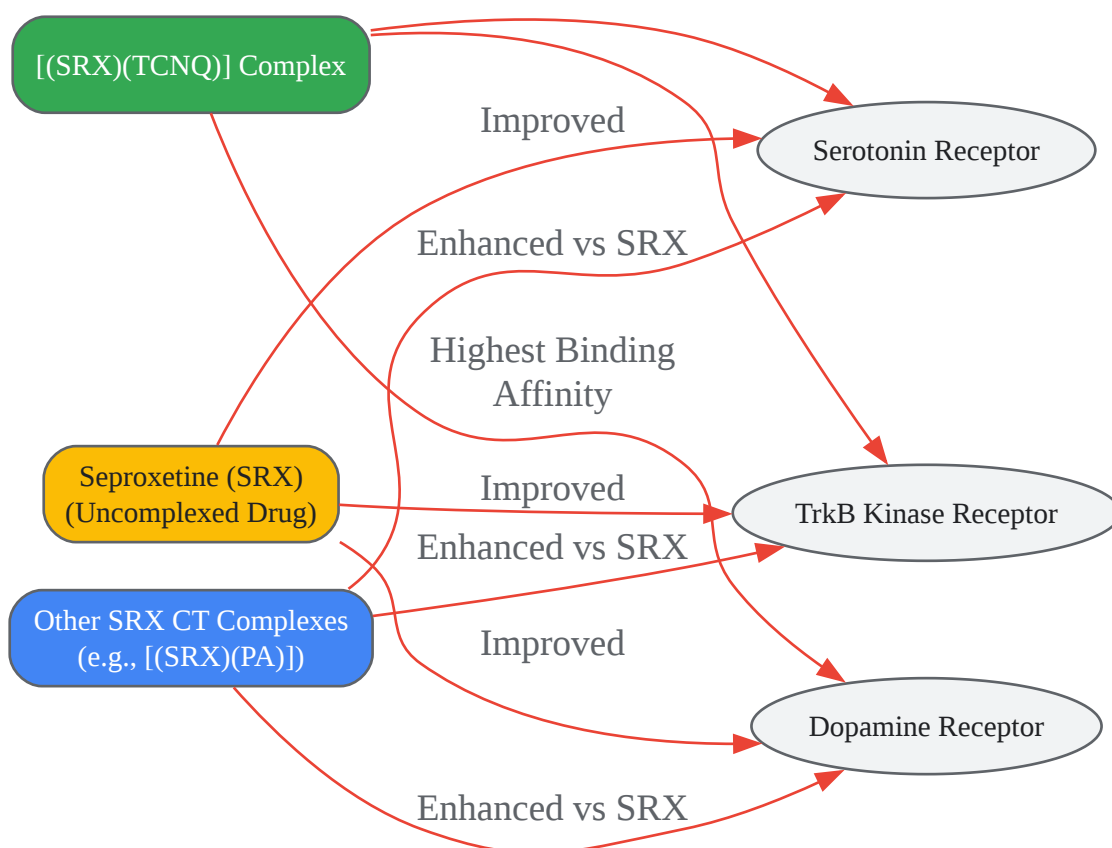 [(SRX)(TCNQ)] Complex
Improved
Serotonin Receptor
Enhanced vs SRX
Highest Binding
Affinity
Seproxetine (SRX)
(Uncomplexed Drug)
Improved
TrkB Kinase Receptor
Enhanced vs SRX
Other SRX CT Complexes
(e.g., [(SRX)(PA)])
Improved
Dopamine Receptor
Enhanced vs SRX